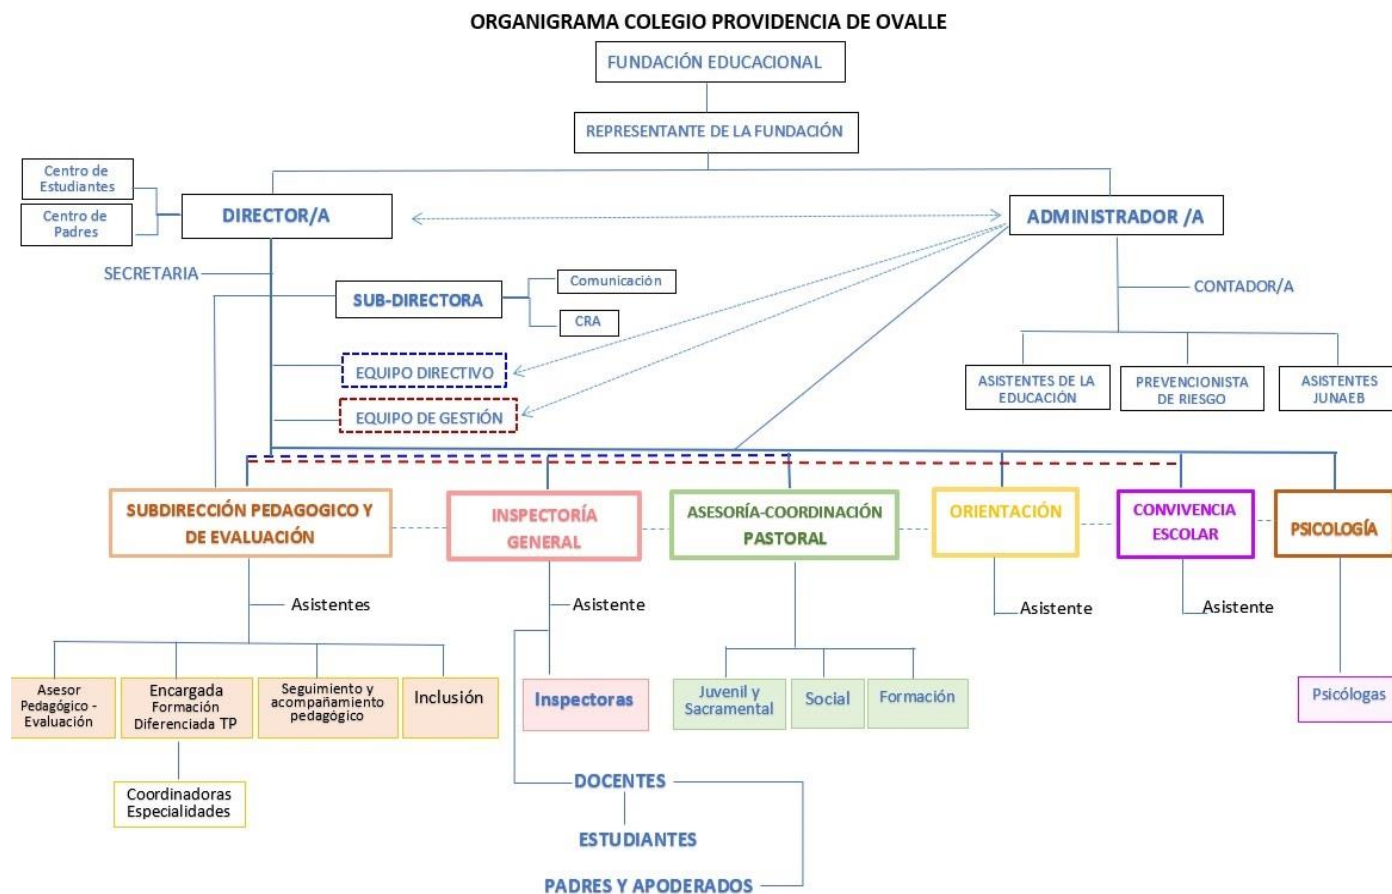 ORGANIGRAMA COLEGIO PROVIDENCIA DE OVALLE
FUNDACIÓN EDUCACIONAL
REPRESENTANTE DE LA FUNDACIÓN
Centro de
Estudiantes
Centro de
Padres
DIRECTOR/A
ADMINISTRADOR /A
SECRETARIA
SUB-DIRECTORA
Comunicación
CRA
CONTADOR/A
EQUIPO DIRECTIVO
EQUIPO DE GESTIÓN
ASISTENTES DE LA
EDUCACIÓN
PREVENCIONISTA
DE RIESGO
ASISTENTES
JUNAEB
SUBDIRECCIÓN PEDAGOGICO Y
DE EVALUACIÓN
INSPECTORÍA
GENERAL
ASESORÍA-COORDINACIÓN
PASTORAL
ORIENTACIÓN
CONVIVENCIA
ESCOLAR
PSICOLOGÍA
Asistentes
Asistente
Asistente
Asistente
Asesor
Pedagógico -
Evaluación
Encargada
Formación
Diferenciada TP
Seguimiento y
acompañamiento
pedagógico
Inclusión
Inspectoras
Juvenil y
Sacramental
Social
Formación
Psicólogas
Coordinadoras
Especialidades
DOCENTES
ESTUDIANTES
PADRES Y APODERADOS